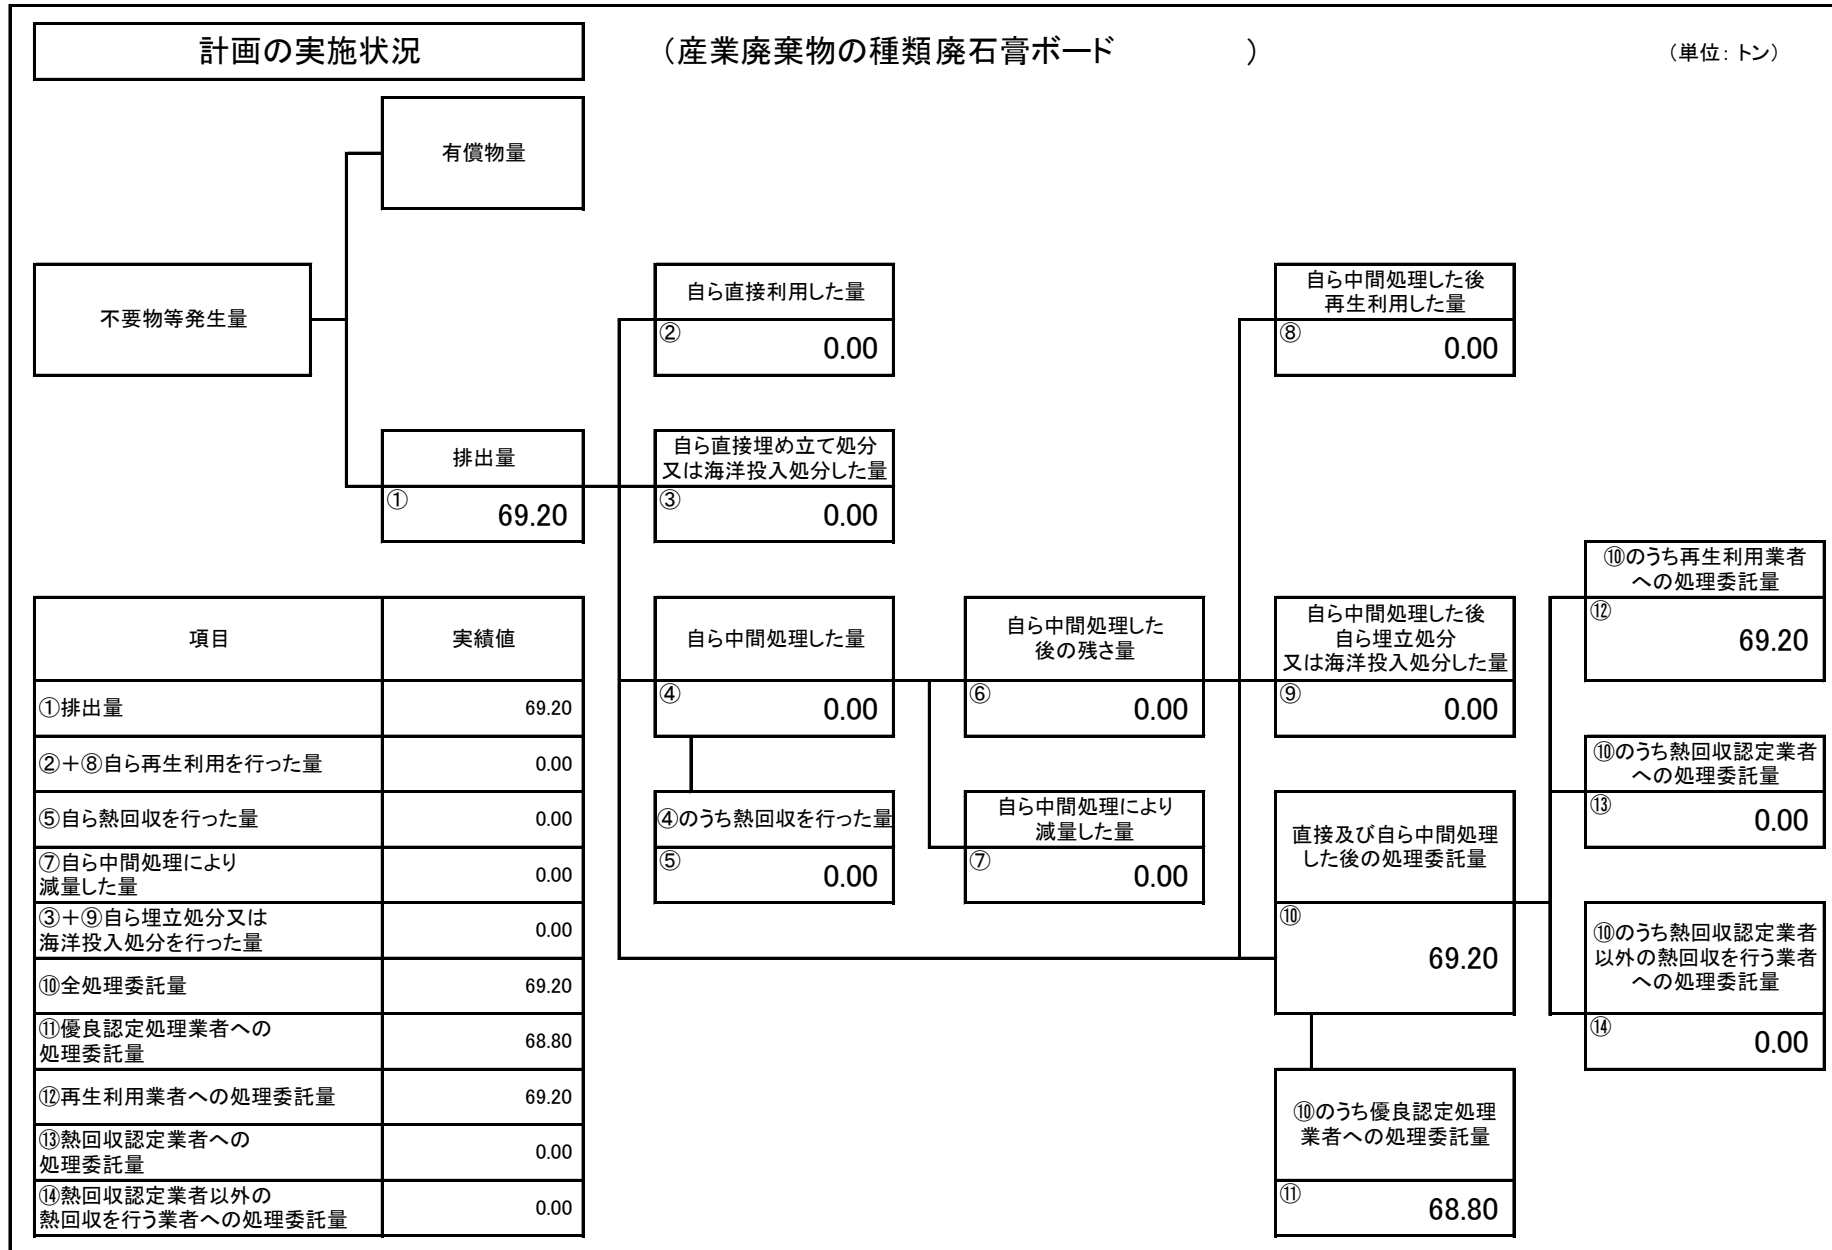 計画の実施状況
(産業廃棄物の種類廃石膏ボード )
(単位：トン)
有償物量
不要物等発生量
自ら直接利用した量
②
0.00
自ら中間処理した後
再生利用した量
⑧
0.00
排出量
①
69.20
自ら直接埋め立て処分
又は海洋投入処分した量
③
0.00
⑩のうち再生利用業者
への処理委託量
⑫
69.20
自ら中間処理した量
④
0.00
自ら中間処理した
後の残さ量
⑥
0.00
自ら中間処理した後
自ら埋立処分
又は海洋投入処分した量
⑨
0.00
⑩のうち熱回収認定業者
への処理委託量
⑬
0.00
④のうち熱回収を行った量
⑤
0.00
自ら中間処理により
減量した量
⑦
0.00
直接及び自ら中間処理
した後の処理委託量
⑩
69.20
⑩のうち熱回収認定業者
以外の熱回収を行う業者
への処理委託量
⑭
0.00
⑩のうち優良認定処理
業者への処理委託量
⑪
68.80
項目 実績値
①排出量 69.20
②＋⑧自ら再生利用を行った量 0.00
⑤自ら熱回収を行った量 0.00
⑦自ら中間処理により
減量した量 0.00
③＋⑨自ら埋立処分又は
海洋投入処分を行った量 0.00
⑩全処理委託量 69.20
⑪優良認定処理業者への
処理委託量 68.80
⑫再生利用業者への処理委託量 69.20
⑬熱回収認定業者への
処理委託量 0.00
⑭熱回収認定業者以外の
熱回収を行う業者への処理委託量 0.00